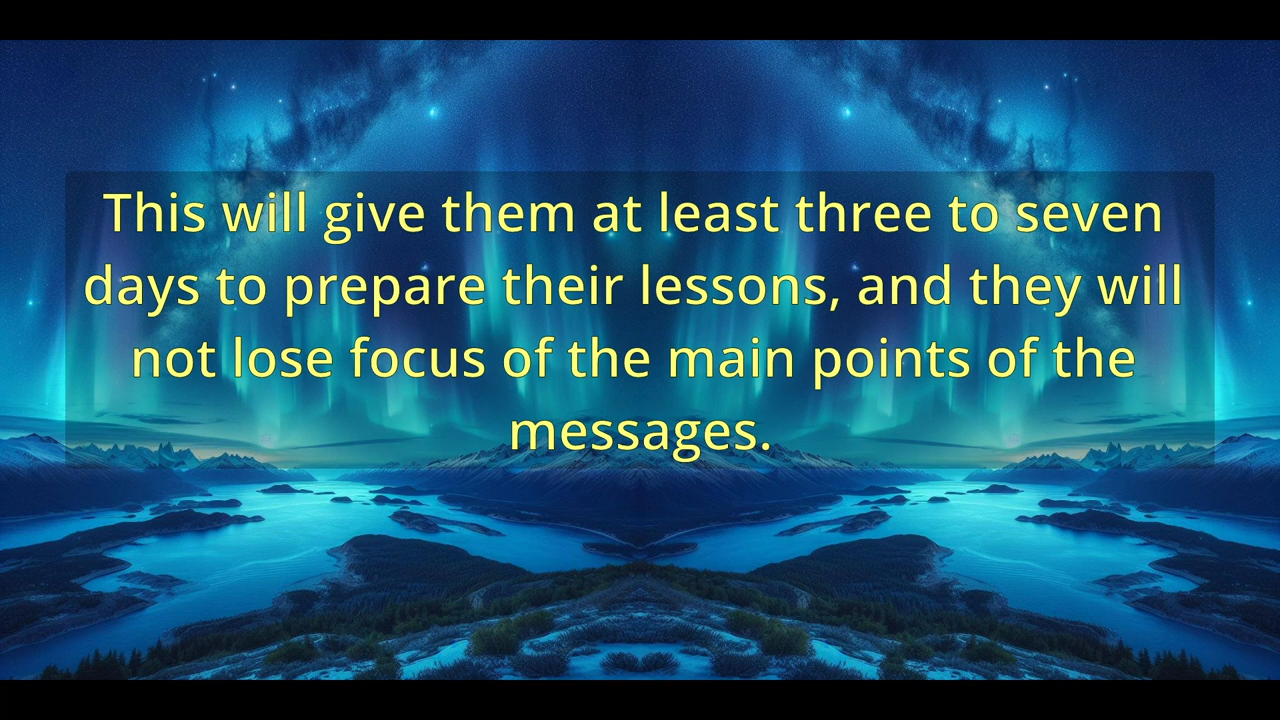 This will give them at least three to seven
days to prepare their lessons, and they will
not lose focus of the main points of the
messages.